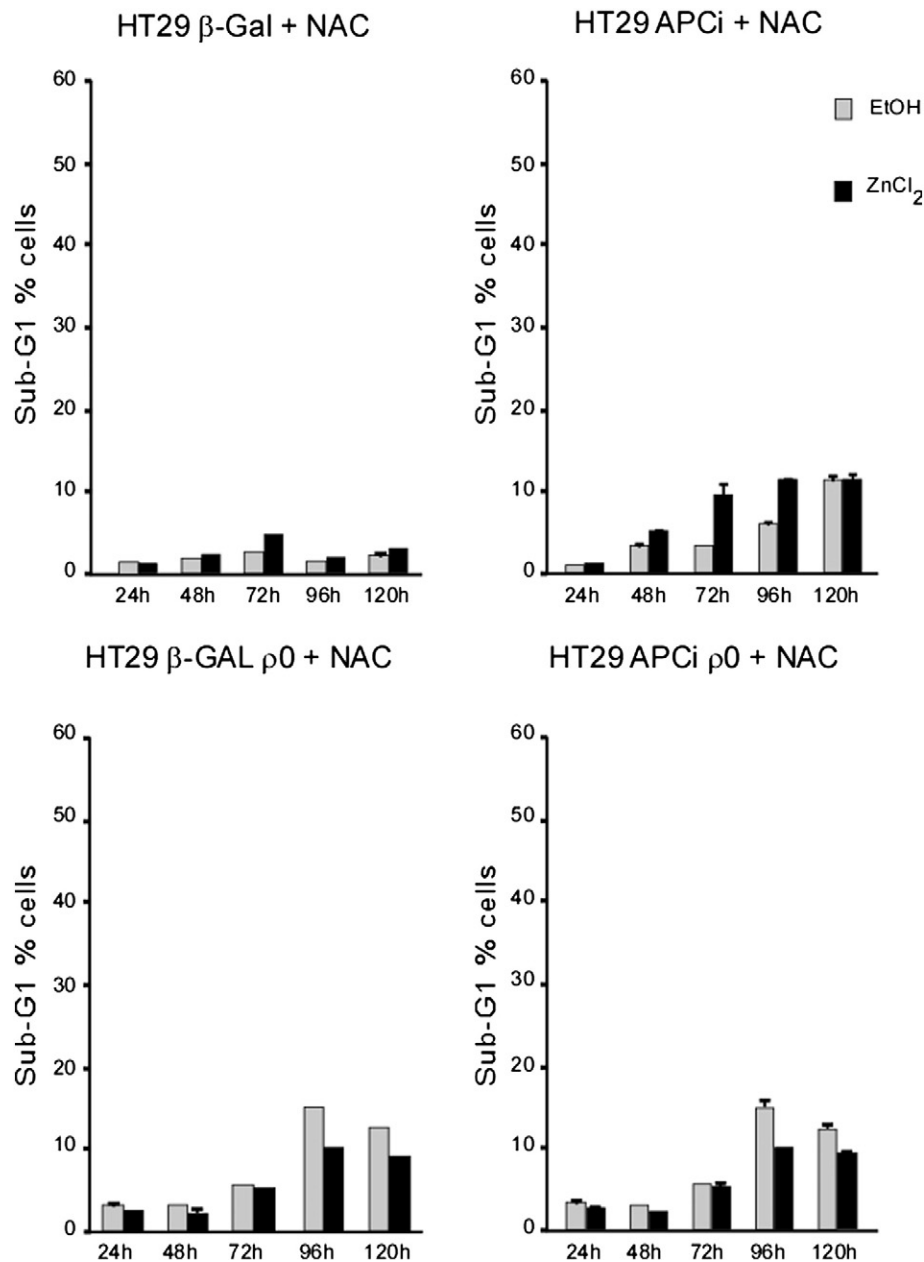 HT29 β-Gal + NAC
HT29 APCi + NAC
60
50
40
30
20
10
0
Sub-G1 % cells
24h 48h 72h 96h 120h
60
50
40
30
20
10
0
Sub-G1 % cells
24h 48h 72h 96h 120h
EtOH
ZnCl2
HT29 β-GAL ρ0 + NAC
HT29 APCi ρ0 + NAC
60
50
40
30
20
10
0
Sub-G1 % cells
24h 48h 72h 96h 120h
60
50
40
30
20
10
0
Sub-G1 % cells
24h 48h 72h 96h 120h